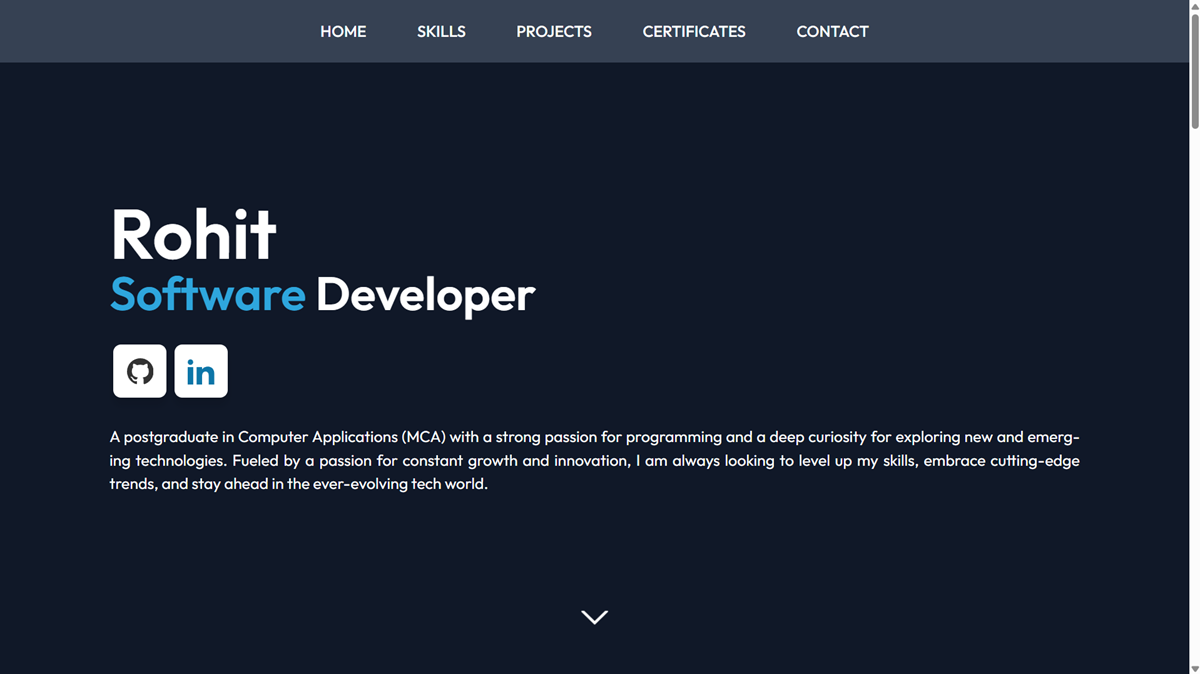 HOME SKILLS PROJECTS CERTIFICATES CONTACT
Rohit
Software Developer
in
A postgraduate in Computer Applications (MCA) with a strong passion for programming and a deep curiosity for exploring new and emerg-
ing technologies. Fueled by a passion for constant growth and innovation, I am always looking to level up my skills, embrace cutting-edge
trends, and stay ahead in the ever-evolving tech world.